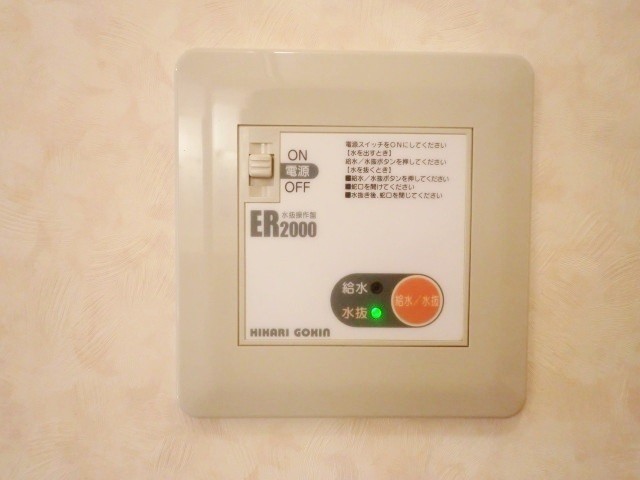 ON
電源
OFF
電源スイッチをONにしてください
【水を出すとき】
給水／水抜ボタンを押してください
【水を抜くとき】
■給水／水抜ボタンを押してください
■蛇口を開けてください
■水抜き後、蛇口を閉じてください
水抜操作盤
ER2000
給水
水抜
給水／水抜
HIKARI GOKIN